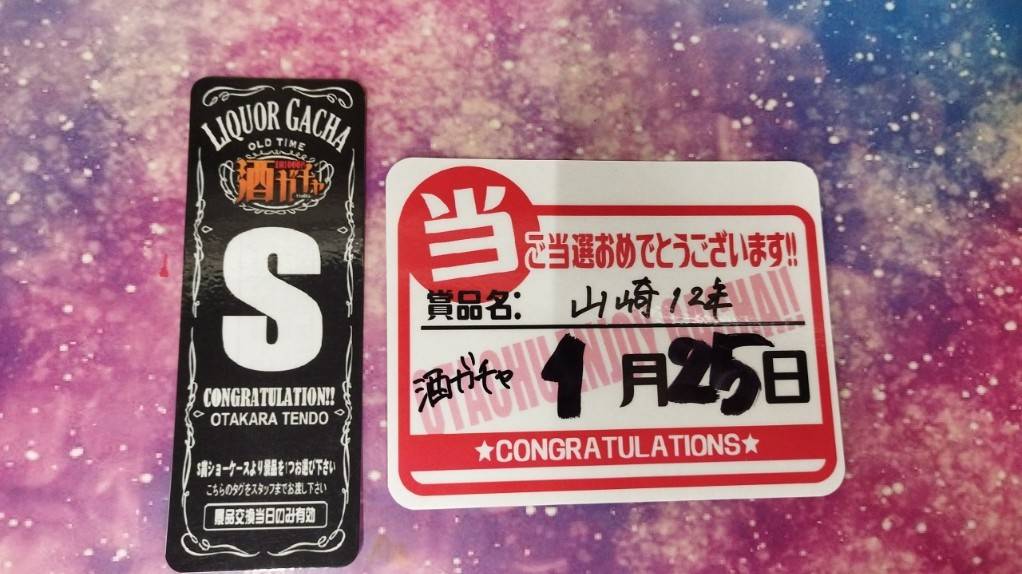 LIQUOR GACHA
OLD TIME
酒ガチャ
S
CONGRATULATION!!
OTAKARA TENDO
S賞ショーケースより景品を1つお選び下さい
こちらのタグをスタッフまでお渡し下さい
景品交換当日のみ有効
当
ご当選おめでとうございます!!
賞品名: 山崎12年
OTACHU ENJOY GACHA!!
酒ガチャ 1月25日
★CONGRATULATIONS★